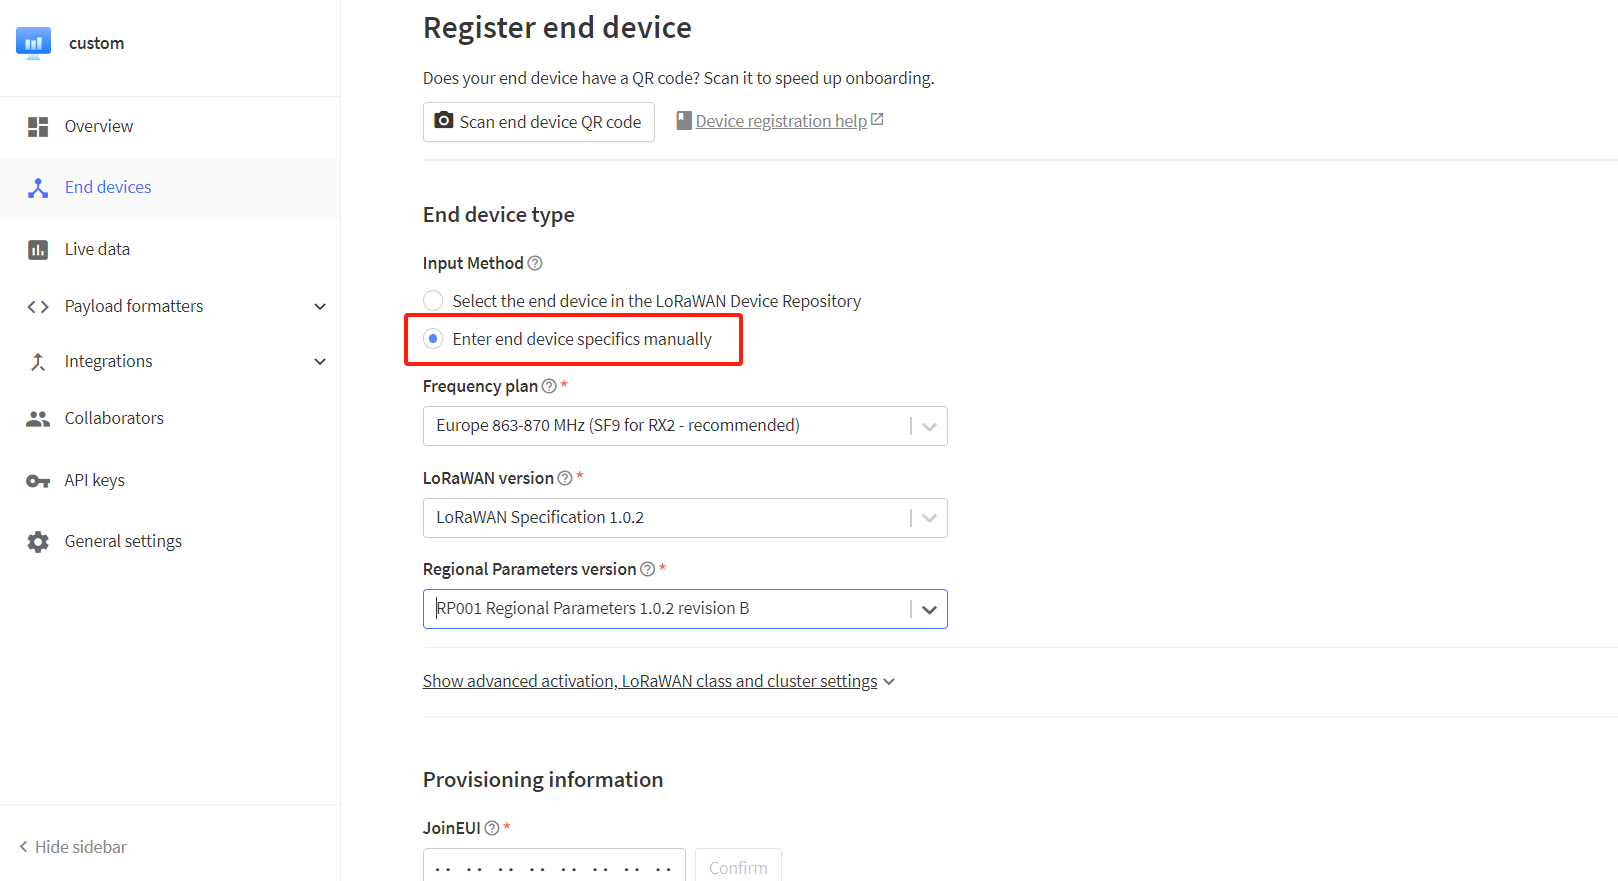 custom
Overview
End devices
Live data
Payload formatters
Integrations
Collaborators
API keys
General settings
Hide sidebar
Register end device
Does your end device have a QR code? Scan it to speed up onboarding.
Scan end device QR code
Device registration help
End device type
Input Method
Select the end device in the LoRaWAN Device Repository
Enter end device specifics manually
Frequency plan *
Europe 863-870 MHz (SF9 for RX2 - recommended)
LoRaWAN version *
LoRaWAN Specification 1.0.2
Regional Parameters version *
RP001 Regional Parameters 1.0.2 revision B
Show advanced activation, LoRaWAN class and cluster settings
Provisioning information
JoinEUI *
·· ·· ·· ·· ·· ·· ·· ··
Confirm